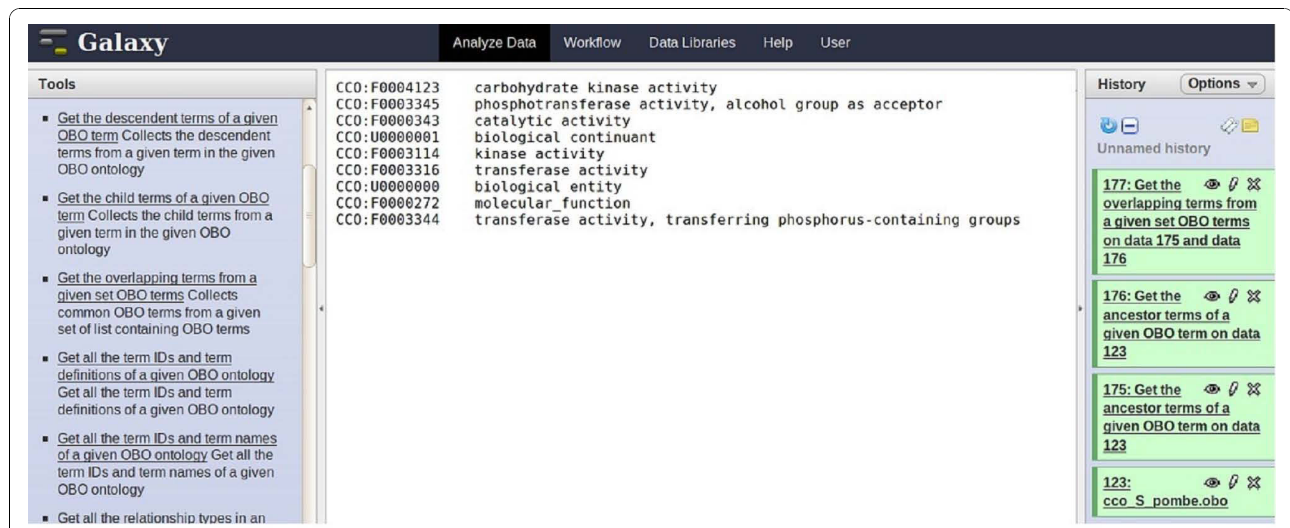 Galaxy
Analyze Data Workflow Data Libraries Help User
Tools
Get the descendent terms of a given
OBO term Collects the descendent
terms from a given term in the given
OBO ontology
Get the child terms of a given OBO
term Collects the child terms from a
given term in the given OBO
ontology
Get the overlapping terms from a
given set OBO terms Collects
common OBO terms from a given
set of list containing OBO terms
Get all the term IDs and term
definitions of a given OBO ontology
Get all the term IDs and term
definitions of a given OBO ontology
Get all the term IDs and term names
of a given OBO ontology Get all the
term IDs and term names of a given
OBO ontology
Get all the relationship types in an
CCO:F0004123 carbohydrate kinase activity
CCO:F0003345 phosphotransferase activity, alcohol group as acceptor
CCO:F0000343 catalytic activity
CCO:U0000001 biological continuant
CCO:F0003114 kinase activity
CCO:F0003316 transferase activity
CCO:U0000000 biological entity
CCO:F0000272 molecular_function
CCO:F0003344 transferase activity, transferring phosphorus-containing groups
History Options
Unnamed history
177: Get the
overlapping terms from
a given set OBO terms
on data 175 and data
176
176: Get the
ancestor terms of a
given OBO term on data
123
175: Get the
ancestor terms of a
given OBO term on data
123
123:
cco_S_pombe.obo